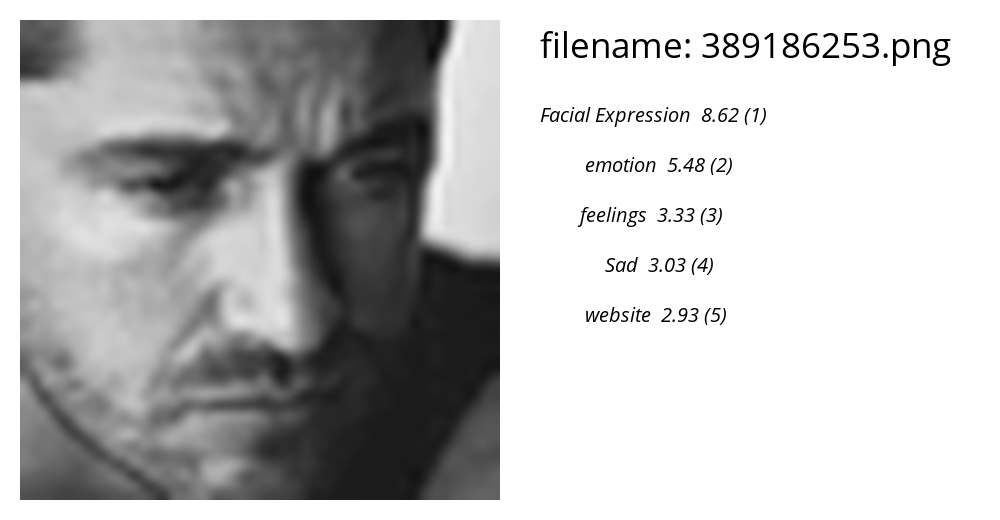 filename: 389186253.png
Facial Expression 8.62 (1)
emotion 5.48 (2)
feelings 3.33 (3)
Sad 3.03 (4)
website 2.93 (5)